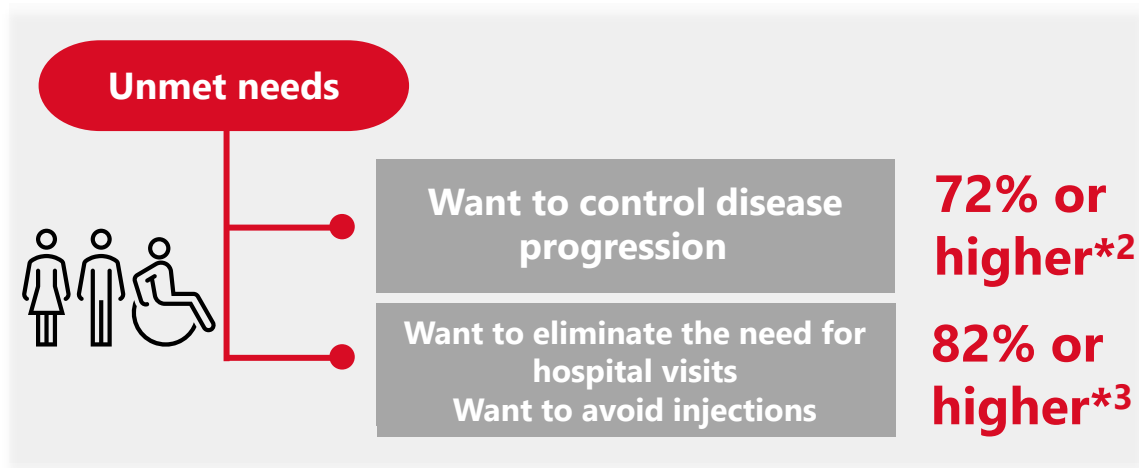 Unmet needs
Want to control disease
progression
72% or
higher*2
Want to eliminate the need for
hospital visits
Want to avoid injections
82% or
higher*3